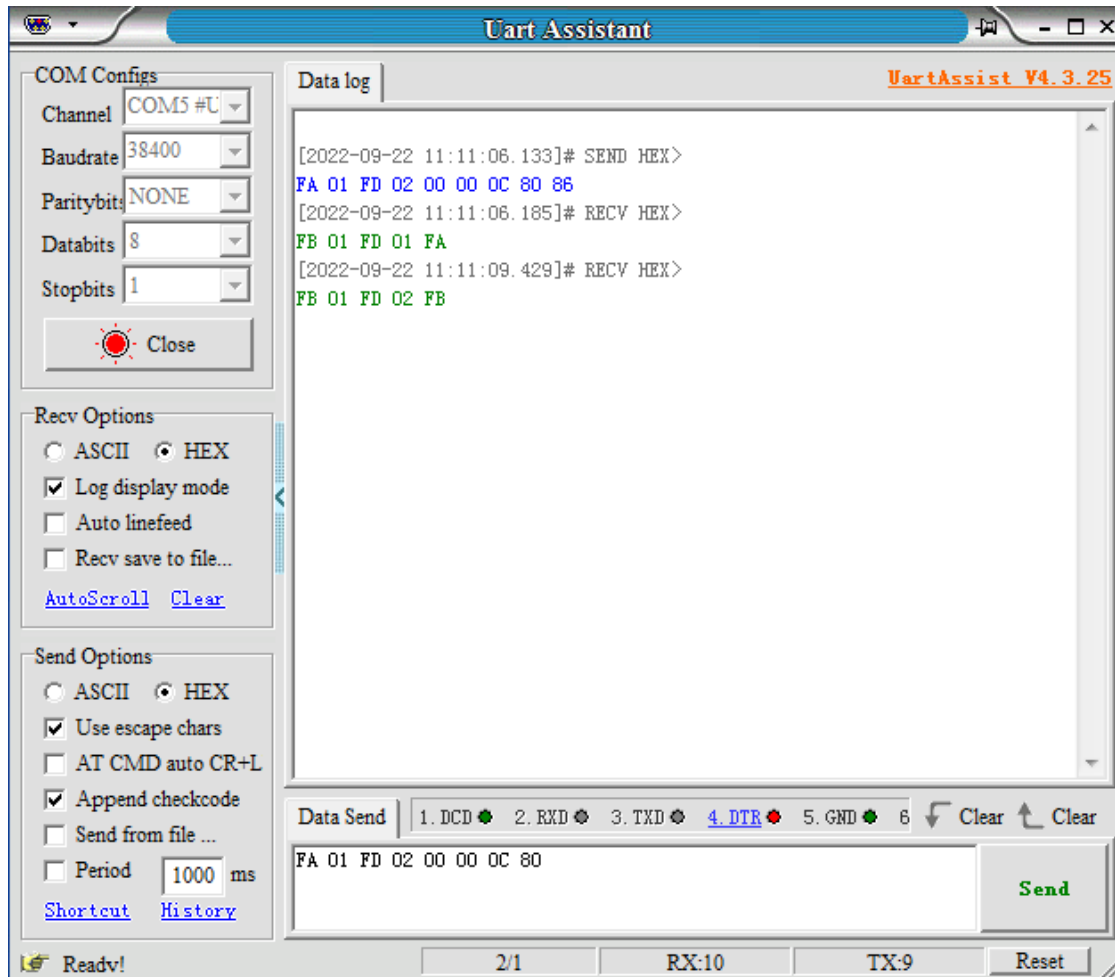 Uart Assistant
COM Configs
Channel COM5 #U
Baudrate 38400
Paritybits NONE
Databits 8
Stopbits 1
Close
Recv Options
ASCII HEX
Log display mode
Auto linefeed
Recv save to file...
AutoScroll Clear
Send Options
ASCII HEX
Use escape chars
AT CMD auto CR+L
Append checkcode
Send from file ...
Period 1000 ms
Shortcut History
Data log
UartAssist V4.3.25
[2022-09-22 11:11:06.133]# SEND HEX>
FA 01 FD 02 00 00 0C 80 86
[2022-09-22 11:11:06.185]# RECV HEX>
FB 01 FD 01 FA
[2022-09-22 11:11:09.429]# RECV HEX>
FB 01 FD 02 FB
Data Send 1. DCD 2. RXD 3. TXD 4. DTR 5. GND 6 Clear Clear
FA 01 FD 02 00 00 0C 80
Send
Ready! 2/1 RX:10 TX:9 Reset